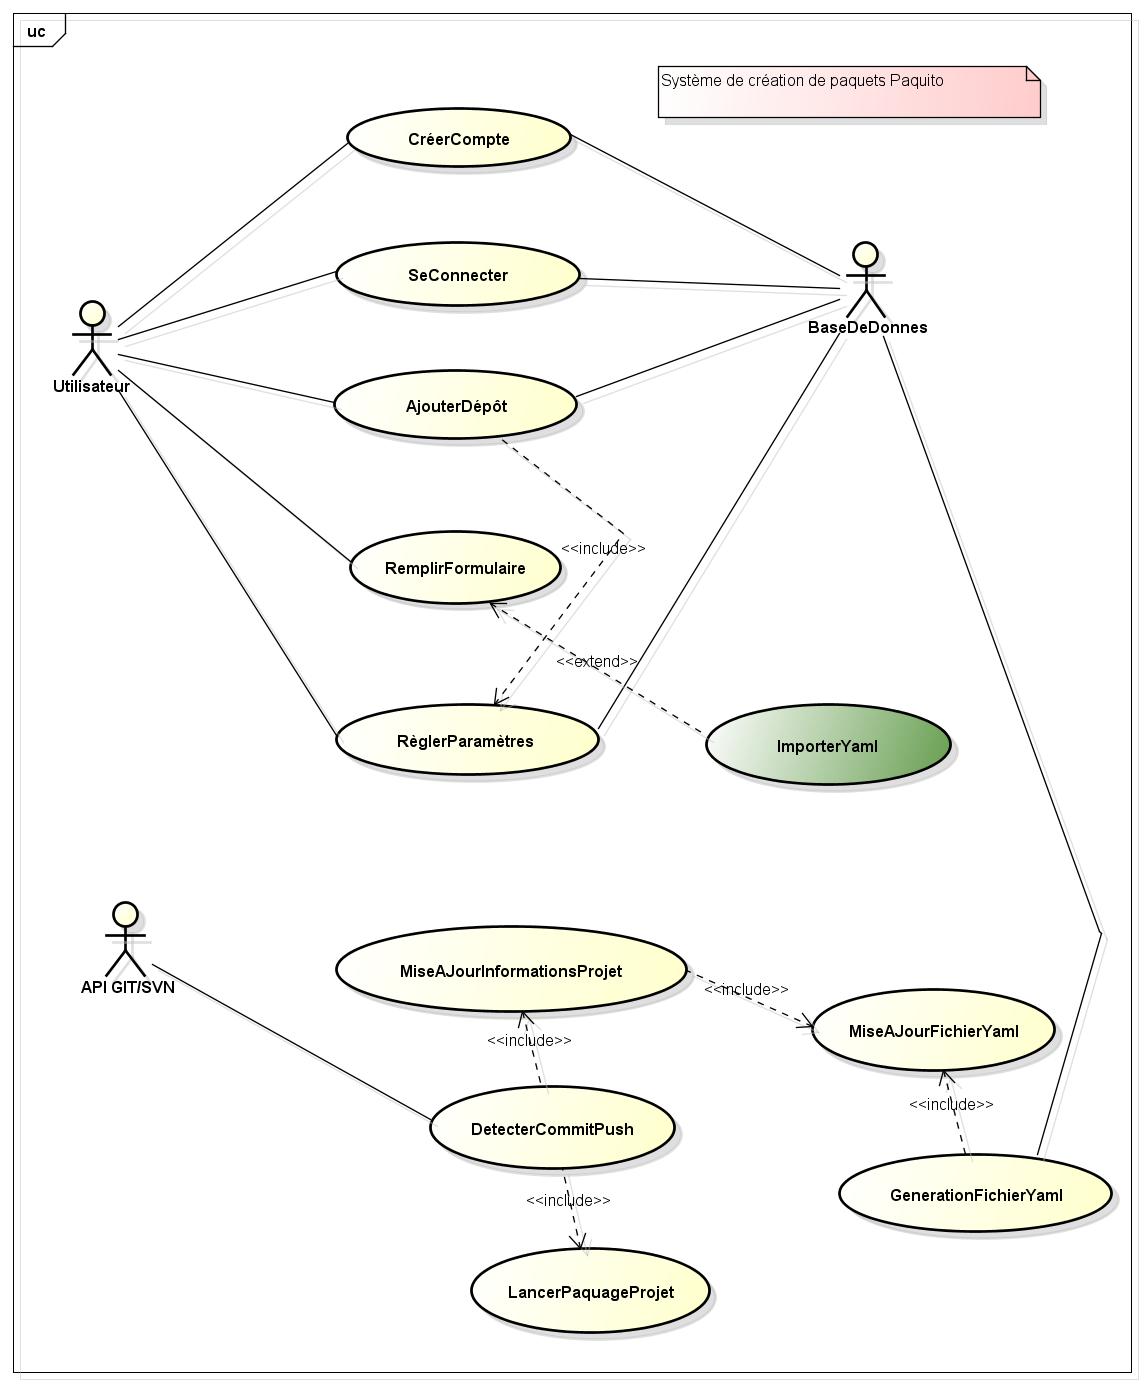 uc
Système de création de paquets Paquito
CréerCompte
SeConnecter
BaseDeDonnes
Utilisateur
AjouterDépôt
<<include>>
RemplirFormulaire
<<extend>>
RèglerParamètres
ImporterYaml
API GIT/SVN
MiseAJourInformationsProjet
<<include>>
MiseAJourFichierYaml
<<include>>
<<include>>
DetecterCommitPush
GenerationFichierYaml
<<include>>
LancerPaquageProjet